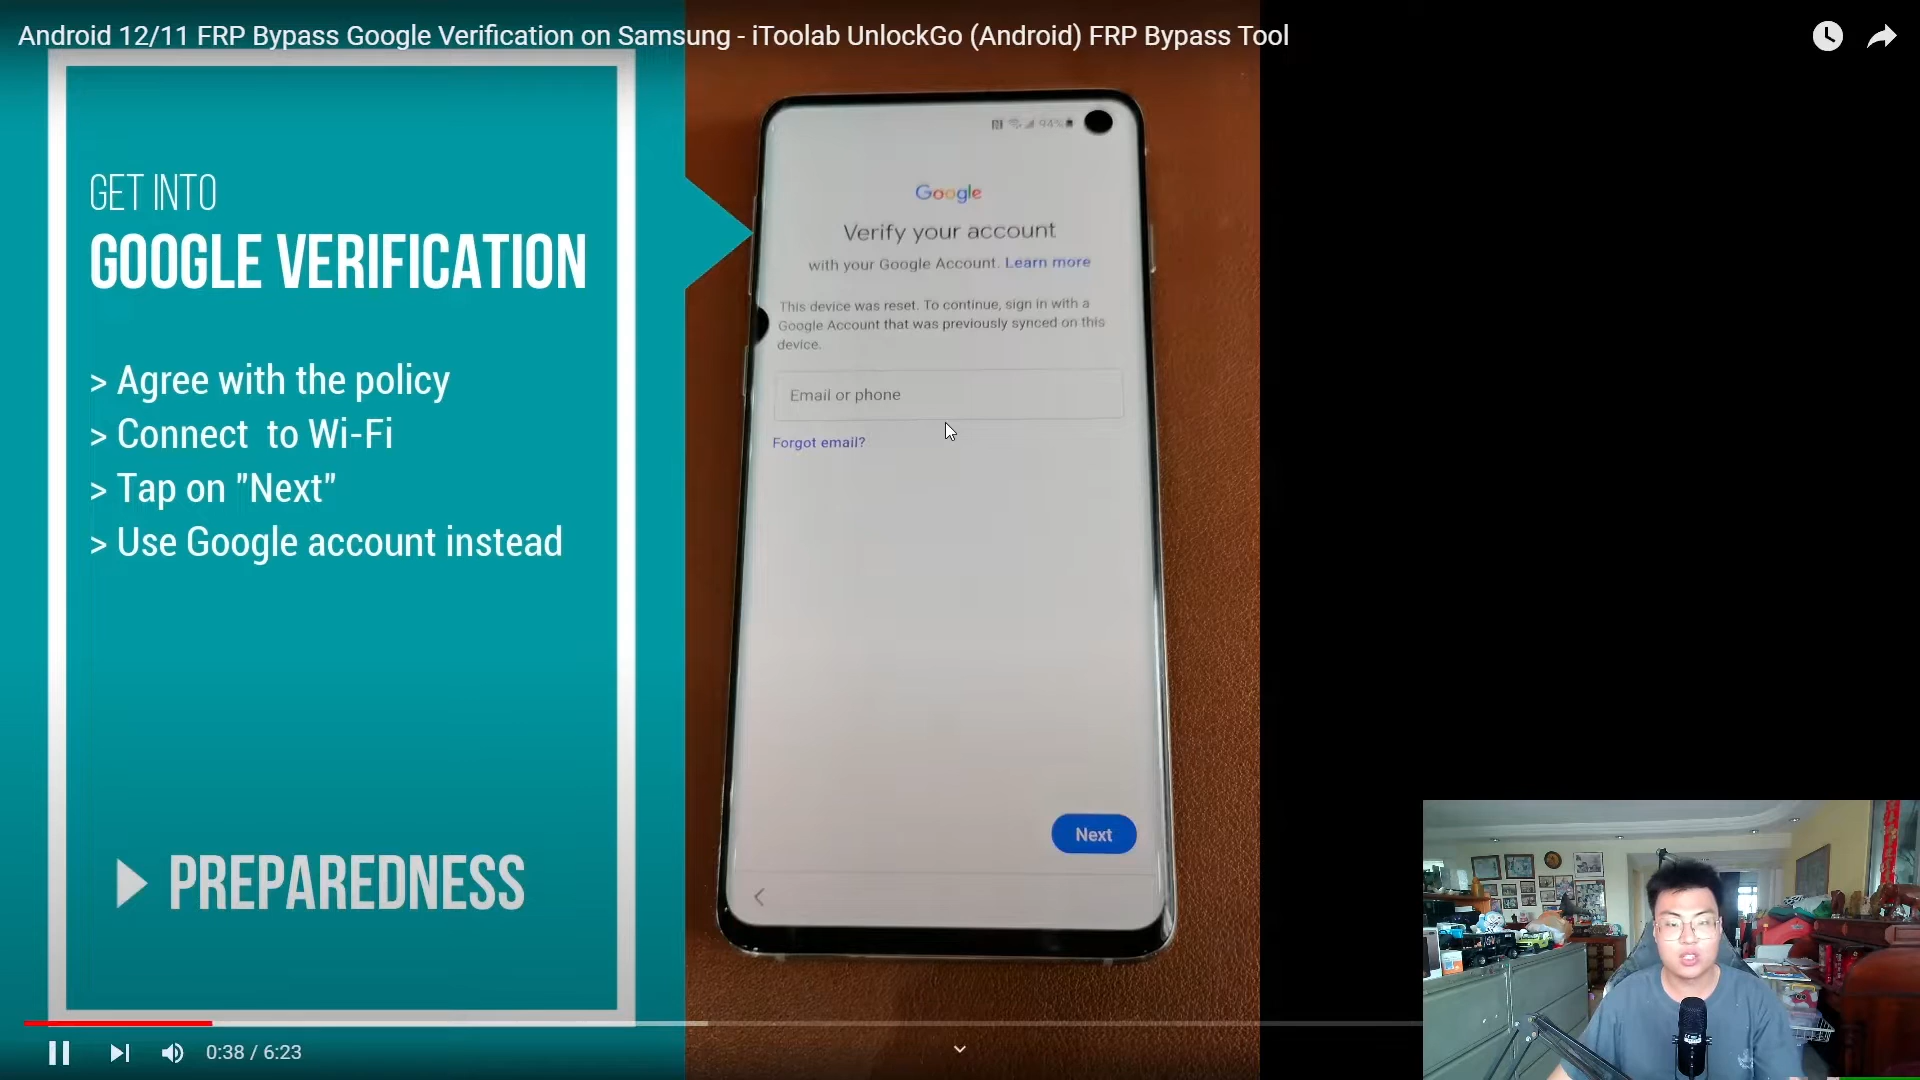 Android 12/11 FRP Bypass Google Verification on Samsung - iToolab UnlockGo (Android) FRP Bypass Tool
GET INTO
GOOGLE VERIFICATION
> Agree with the policy
> Connect to Wi-Fi
> Tap on "Next"
> Use Google account instead
PREPAREDNESS
94%
Google
Verify your account
with your Google Account. Learn more
This device was reset. To continue, sign in with a
Google Account that was previously synced on this
device.
Email or phone
Forgot email?
Next
0:38 / 6:23